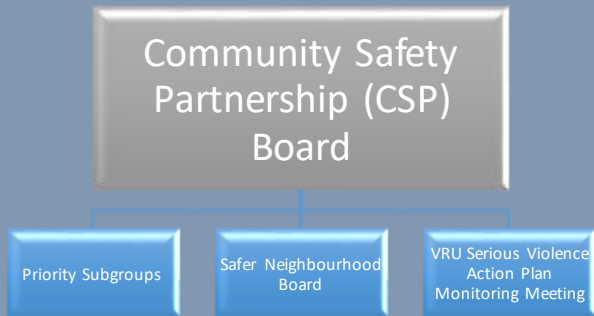 Community Safety
Partnership (CSP)
Board
Priority Subgroups
Safer Neighbourhood
Board
VRU Serious Violence
Action Plan
Monitoring Meeting